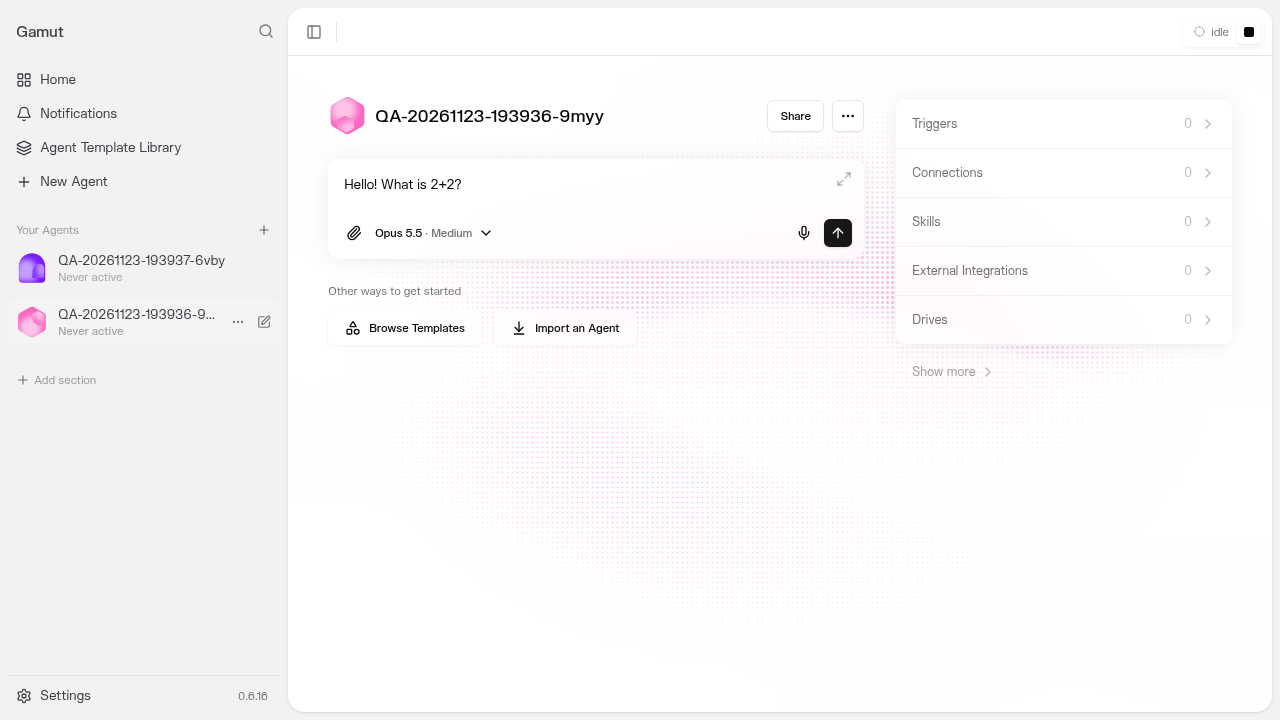 Gamut
Home
Notifications
Agent Template Library
New Agent
Your Agents
QA-20261123-193937-6vby
Never active
QA-20261123-193936-9...
Never active
Add section
Settings
0.6.16
idle
QA-20261123-193936-9myy
Share
Hello! What is 2+2?
Opus 5.5 · Medium
Other ways to get started
Browse Templates
Import an Agent
Triggers 0
Connections 0
Skills 0
External Integrations 0
Drives 0
Show more